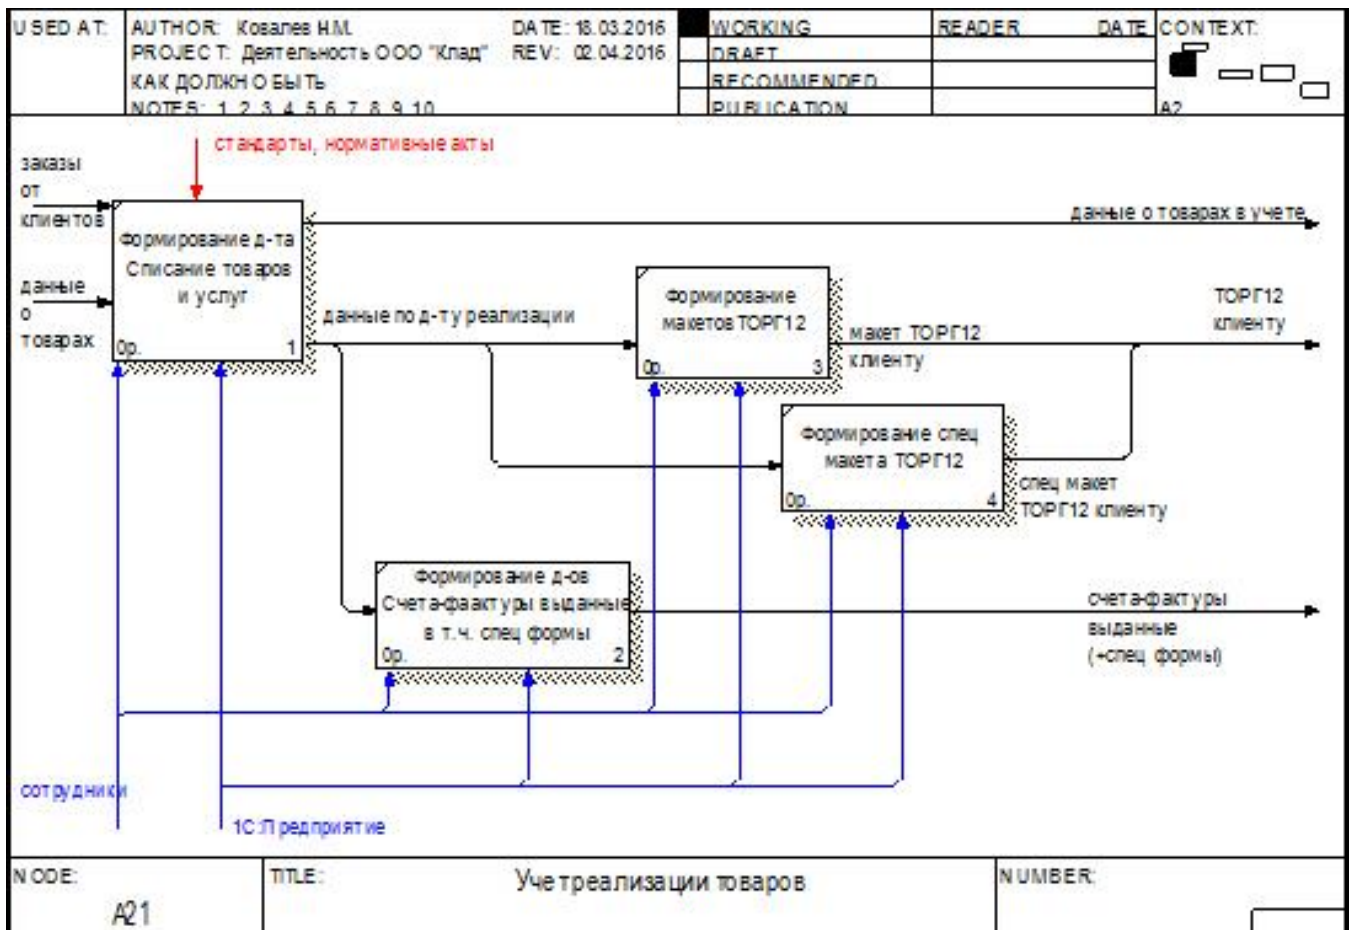 USED AT:
AUTHOR: Ковалев Н.М.
DATE: 18.03.2016
PROJECT: Деятельность ООО "Клад"
REV: 02.04.2016
КАК ДОЛЖНО БЫТЬ
NOTES: 1 2 3 4 5 6 7 8 9 10
WORKING
DRAFT
RECOMMENDED
PUBLICATION
READER
DATE
CONTEXT:
A2
стандарты, нормативные акты
заказы
от
клиентов
данные
о
товарах
Формирование д-та
Списание товаров
и услуг
0р.
1
данные о товарах в учете
данные по д-ту реализации
Формирование
макетов ТОРГ12
0р.
3
макет ТОРГ12
клиенту
ТОРГ12
клиенту
Формирование спец
макета ТОРГ12
0р.
4
спец макет
ТОРГ12 клиенту
Формирование д-ов
Счета-фаактуры выданные
в т.ч. спец формы
0р.
2
счета-фактуры
выданные
(+спец формы)
сотрудники
1С:Предприятие
NODE:
A21
TITLE:
Учет реализации товаров
NUMBER: